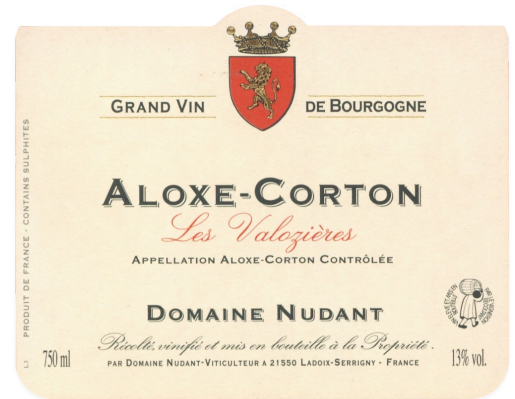 GRAND VIN DE BOURGOGNE
ALOXE-CORTON
Les Valozières
APPELLATION ALOXE-CORTON CONTRÔLÉE
DOMAINE NUDANT
Récolté, vinifié et mis en bouteille à la Propriété.
750 ml PAR DOMAINE NUDANT-VITICULTEUR A 21550 LADOIX-SERRIGNY - FRANCE 13% vol.
PRODUIT DE FRANCE - CONTAINS SULPHITES